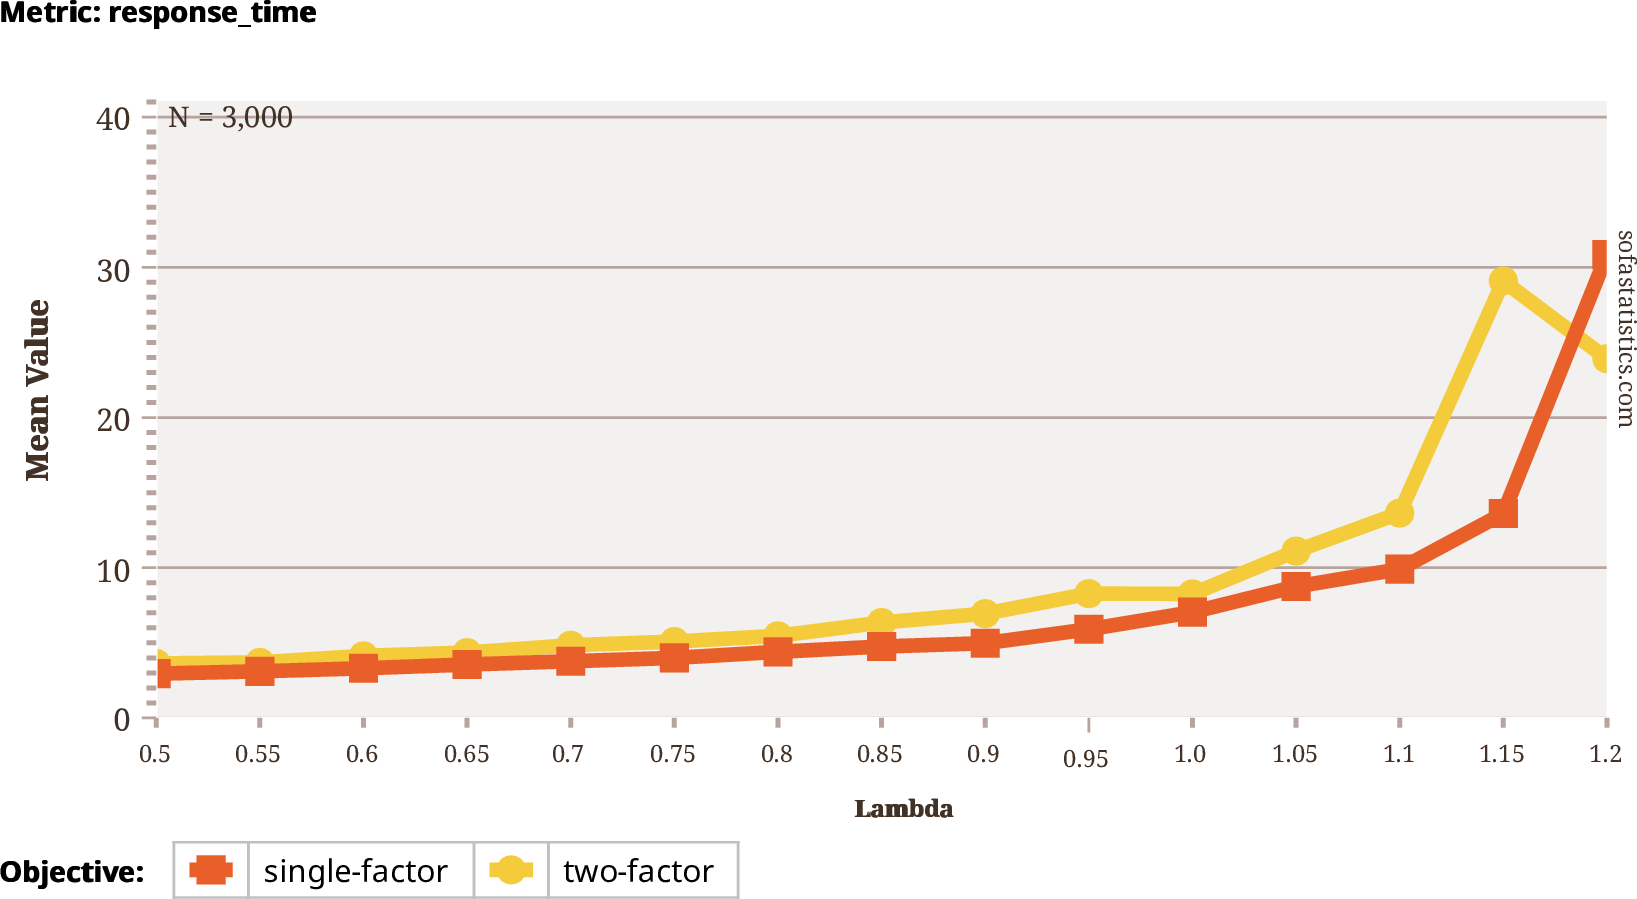 Metric: response_time
N = 3,000
40
30
20
10
0
Mean Value
sofastatistics.com
0.5 0.55 0.6 0.65 0.7 0.75 0.8 0.85 0.9 0.95 1.0 1.05 1.1 1.15 1.2
Lambda
Objective: single-factor two-factor